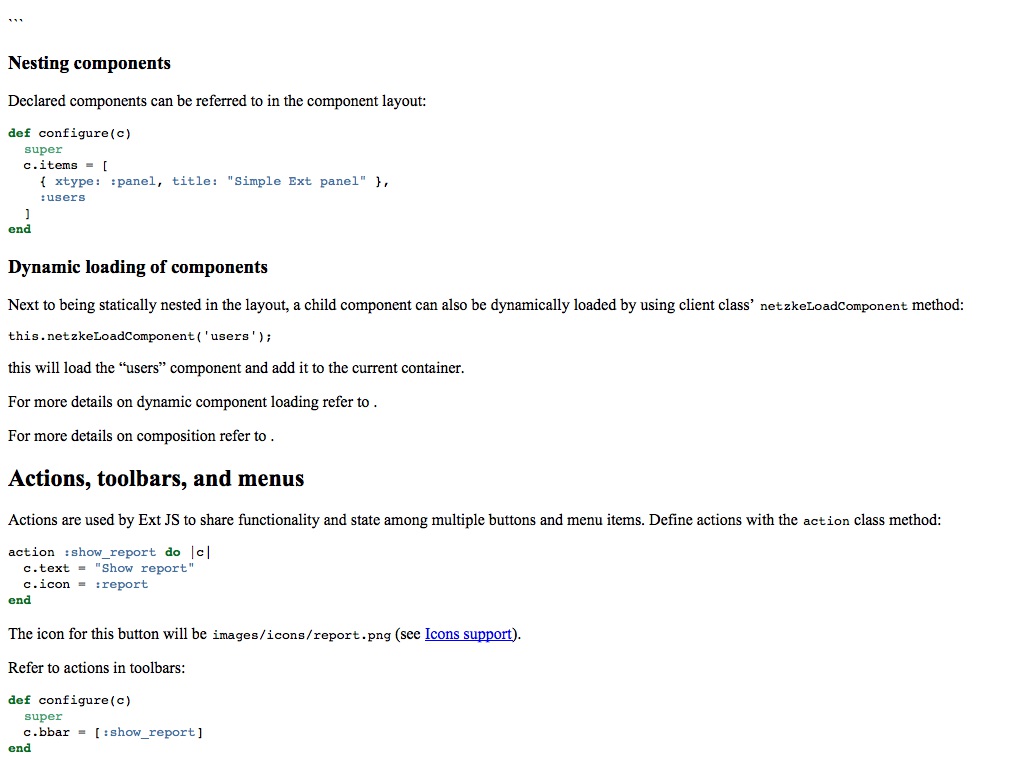 ```
Nesting components
Declared components can be referred to in the component layout:
def configure(c)
  super
  c.items = [
    { xtype: :panel, title: "Simple Ext panel" },
    :users
  ]
end
Dynamic loading of components
Next to being statically nested in the layout, a child component can also be dynamically loaded by using client class’ netzkeLoadComponent method:
this.netzkeLoadComponent('users');
this will load the “users” component and add it to the current container.
For more details on dynamic component loading refer to .
For more details on composition refer to .
Actions, toolbars, and menus
Actions are used by Ext JS to share functionality and state among multiple buttons and menu items. Define actions with the action class method:
action :show_report do |c|
  c.text = "Show report"
  c.icon = :report
end
The icon for this button will be images/icons/report.png (see Icons support).
Refer to actions in toolbars:
def configure(c)
  super
  c.bbar = [:show_report]
end